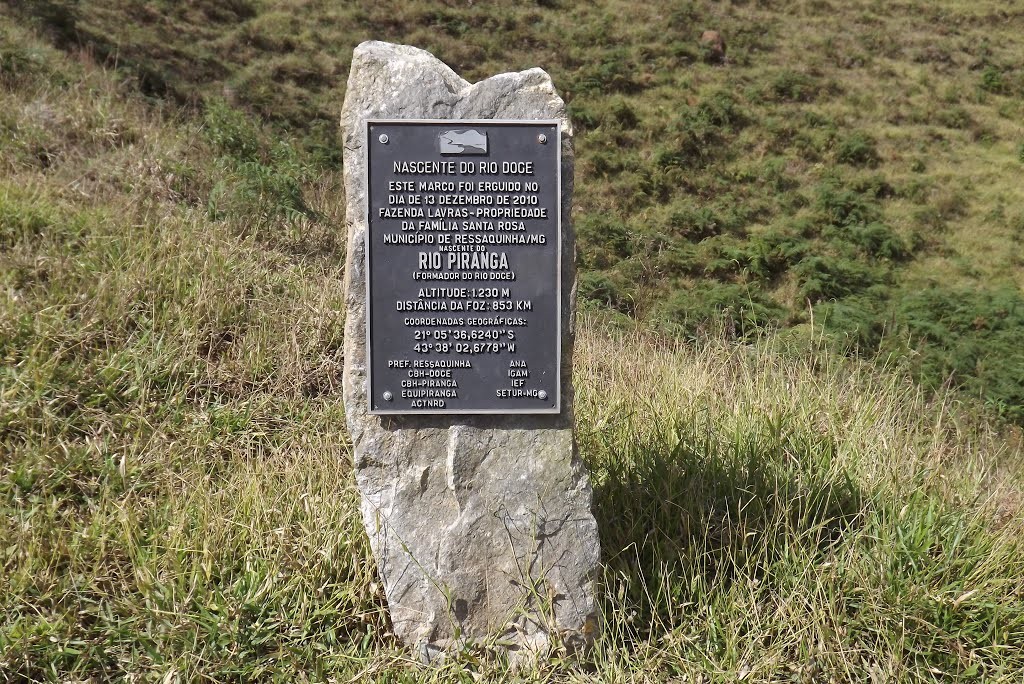 NASCENTE DO RIO DOCE
ESTE MARCO FOI ERGUIDO NO
DIA DE 13 DEZEMBRO DE 2010
FAZENDA LAVRAS - PROPRIEDADE
DA FAMÍLIA SANTA ROSA
MUNICÍPIO DE RESSAQUINHA/MG
NASCENTE DO
RIO PIRANGA
(FORMADOR DO RIO DOCE)
ALTITUDE: 1.230 M
DISTÂNCIA DA FOZ: 853 KM
COORDENADAS GEOGRÁFICAS:
21° 05' 36,6240" S
43° 38' 02,6778" W
PREF. RESSAQUINHA ANA
CBH-DOCE IGAM
CBH-PIRANGA IEF
EQUIPIRANGA SETUR-MG
ACTNRD